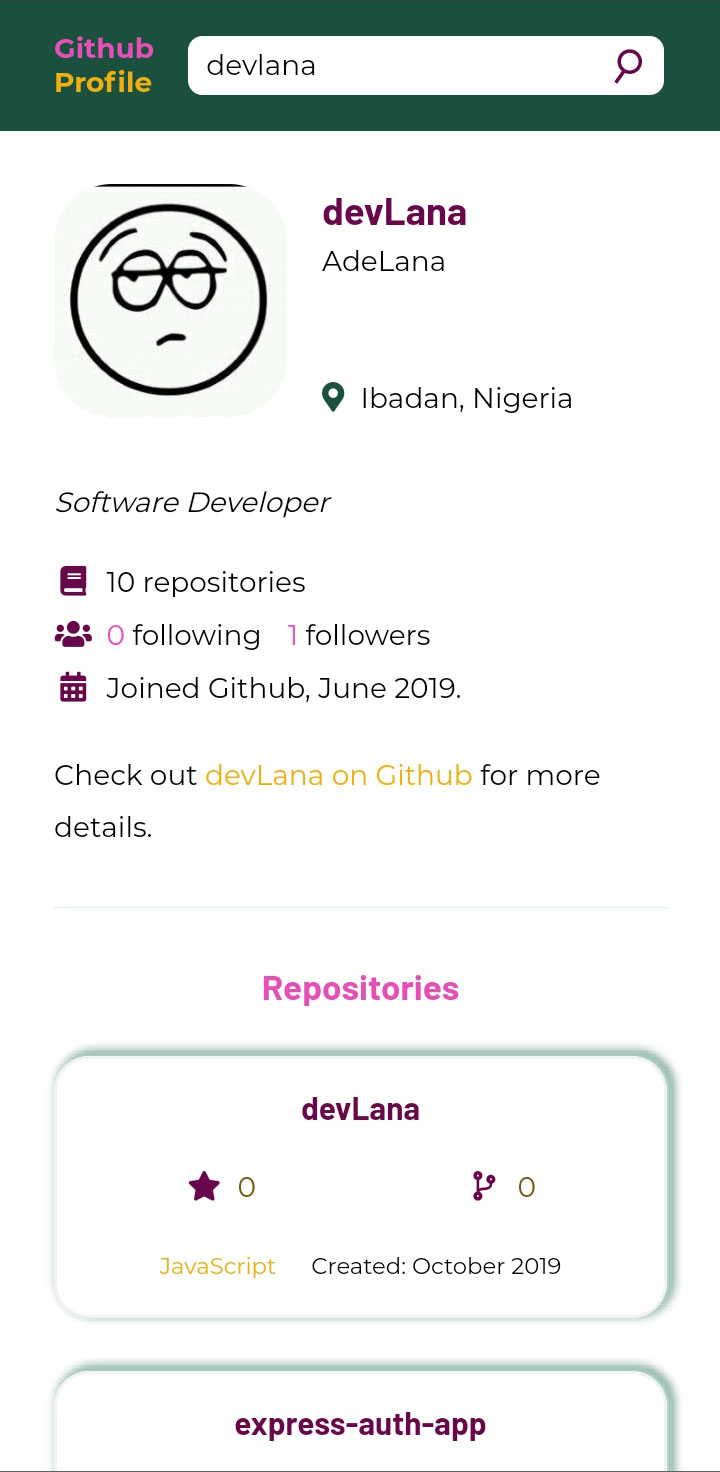 Github
Profile
devlana
devLana
AdeLana
Ibadan, Nigeria
Software Developer
10 repositories
0 following 1 followers
Joined Github, June 2019.
Check out devLana on Github for more
details.
Repositories
devLana
0 0
JavaScript Created: October 2019
express-auth-app